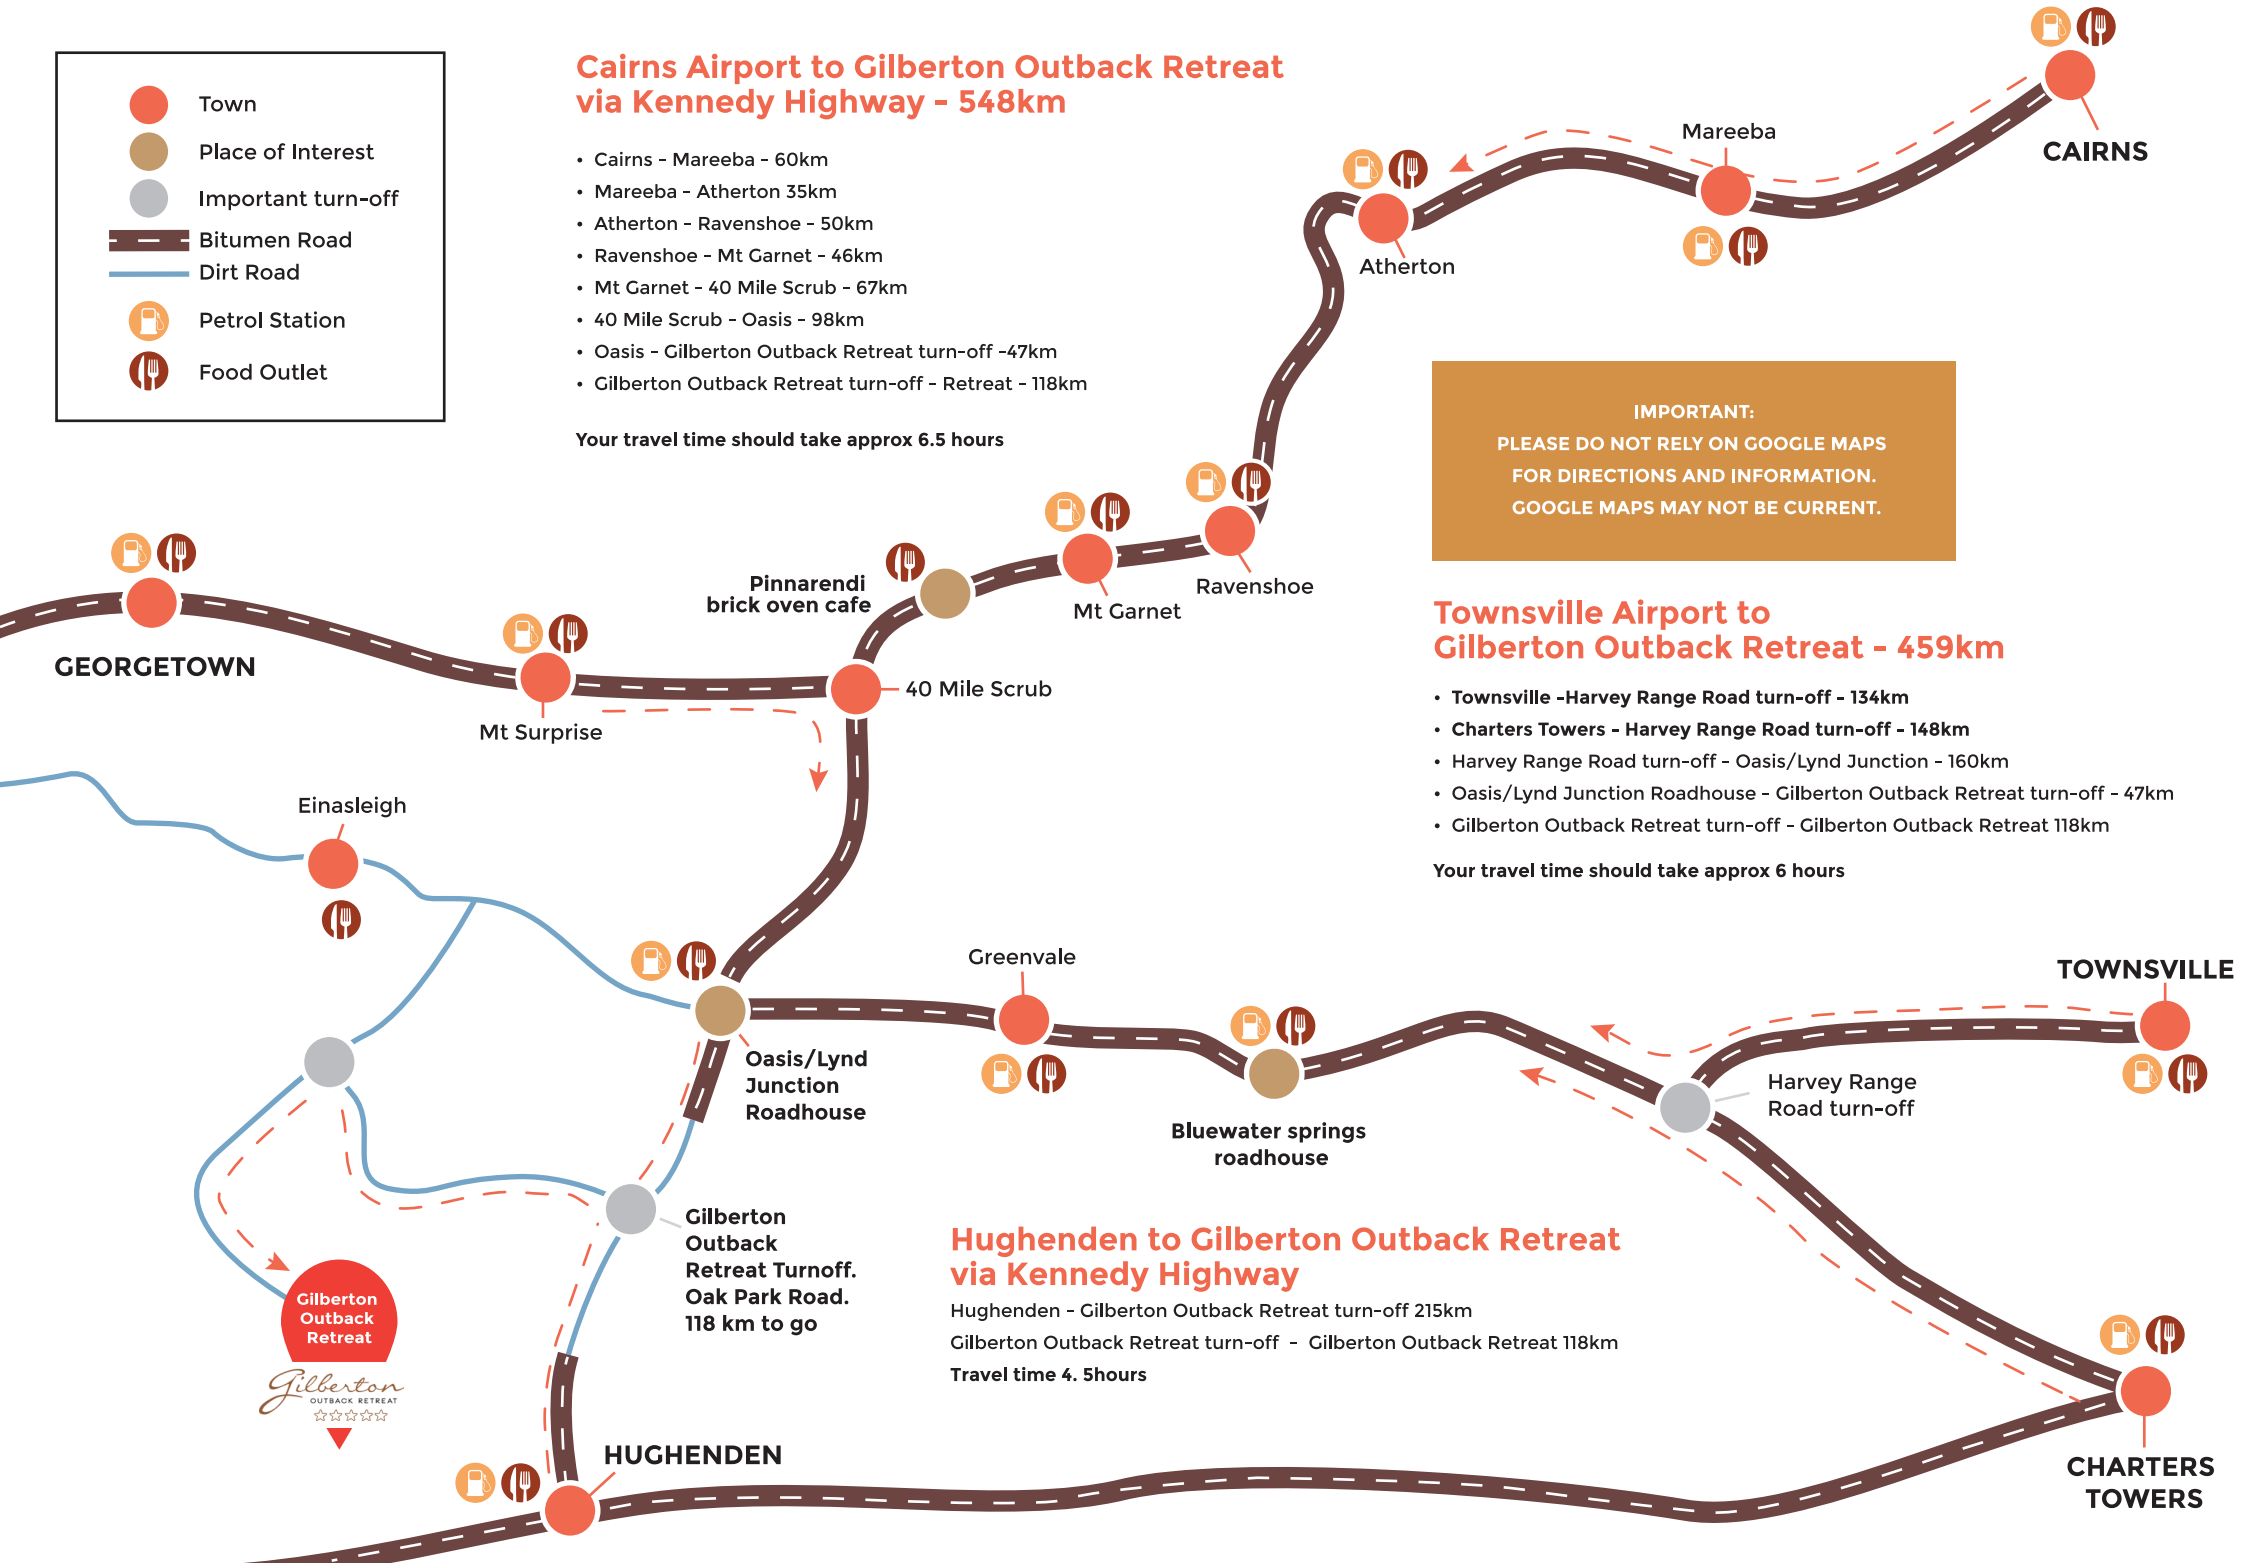 Town
Place of Interest
Important turn-off
Bitumen Road
Dirt Road
Petrol Station
Food Outlet
Cairns Airport to Gilberton Outback Retreat
via Kennedy Highway - 548km
• Cairns - Mareeba - 60km
• Mareeba - Atherton 35km
• Atherton - Ravenshoe - 50km
• Ravenshoe - Mt Garnet - 46km
• Mt Garnet - 40 Mile Scrub - 67km
• 40 Mile Scrub - Oasis - 98km
• Oasis - Gilberton Outback Retreat turn-off -47km
• Gilberton Outback Retreat turn-off - Retreat - 118km
Your travel time should take approx 6.5 hours
CAIRNS
Mareeba
Atherton
IMPORTANT:
PLEASE DO NOT RELY ON GOOGLE MAPS
FOR DIRECTIONS AND INFORMATION.
GOOGLE MAPS MAY NOT BE CURRENT.
Ravenshoe
Mt Garnet
Pinnarendi
brick oven cafe
40 Mile Scrub
GEORGETOWN
Mt Surprise
Townsville Airport to
Gilberton Outback Retreat - 459km
• Townsville -Harvey Range Road turn-off - 134km
• Charters Towers - Harvey Range Road turn-off - 148km
• Harvey Range Road turn-off - Oasis/Lynd Junction - 160km
• Oasis/Lynd Junction Roadhouse - Gilberton Outback Retreat turn-off - 47km
• Gilberton Outback Retreat turn-off - Gilberton Outback Retreat 118km
Your travel time should take approx 6 hours
Einasleigh
Greenvale
TOWNSVILLE
Oasis/Lynd
Junction
Roadhouse
Harvey Range
Road turn-off
Bluewater springs
roadhouse
Gilberton
Outback
Retreat Turnoff.
Oak Park Road.
118 km to go
Hughenden to Gilberton Outback Retreat
via Kennedy Highway
Hughenden - Gilberton Outback Retreat turn-off 215km
Gilberton Outback Retreat turn-off - Gilberton Outback Retreat 118km
Travel time 4. 5hours
Gilberton
Outback
Retreat
Gilberton
OUTBACK RETREAT
HUGHENDEN
CHARTERS
TOWERS